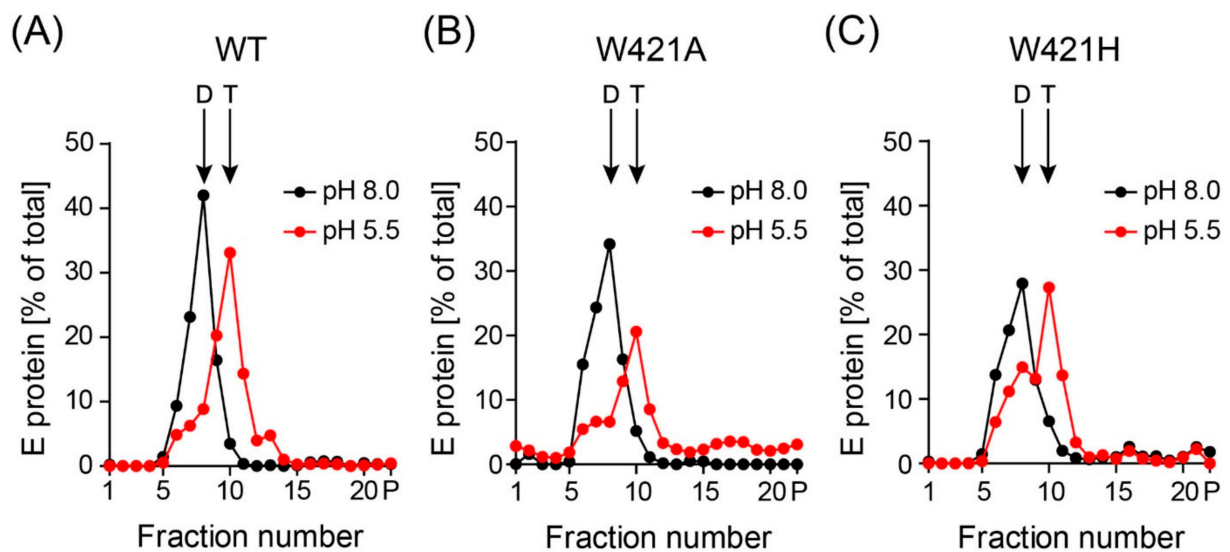 (A)
WT
D T
50
40
30
20
10
0
1 5 10 15 20 P
pH 8.0
pH 5.5
E protein [% of total]
Fraction number
(B)
W421A
D T
50
40
30
20
10
0
1 5 10 15 20 P
pH 8.0
pH 5.5
E protein [% of total]
Fraction number
(C)
W421H
D T
50
40
30
20
10
0
1 5 10 15 20 P
pH 8.0
pH 5.5
E protein [% of total]
Fraction number